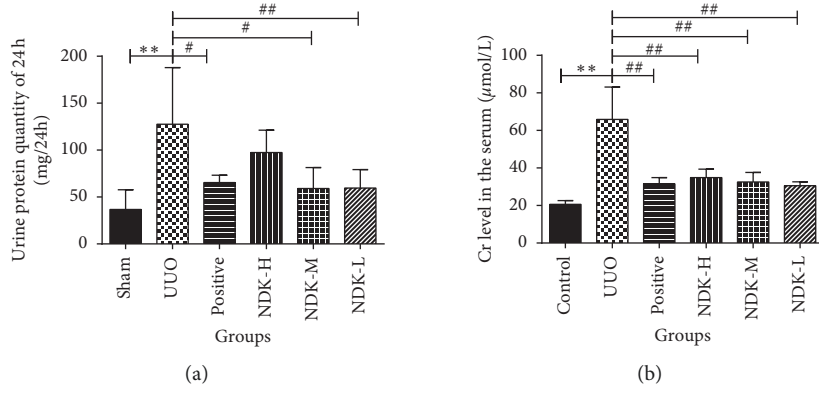 ##
#
** #
200
150
100
50
0
Urine protein quantity of 24h
(mg/24h)
Sham
UUO
Positive
NDK-H
NDK-M
NDK-L
Groups
(a)
##
##
##
** ##
100
80
60
40
20
0
Cr level in the serum (μmol/L)
Control
UUO
Positive
NDK-H
NDK-M
NDK-L
Groups
(b)